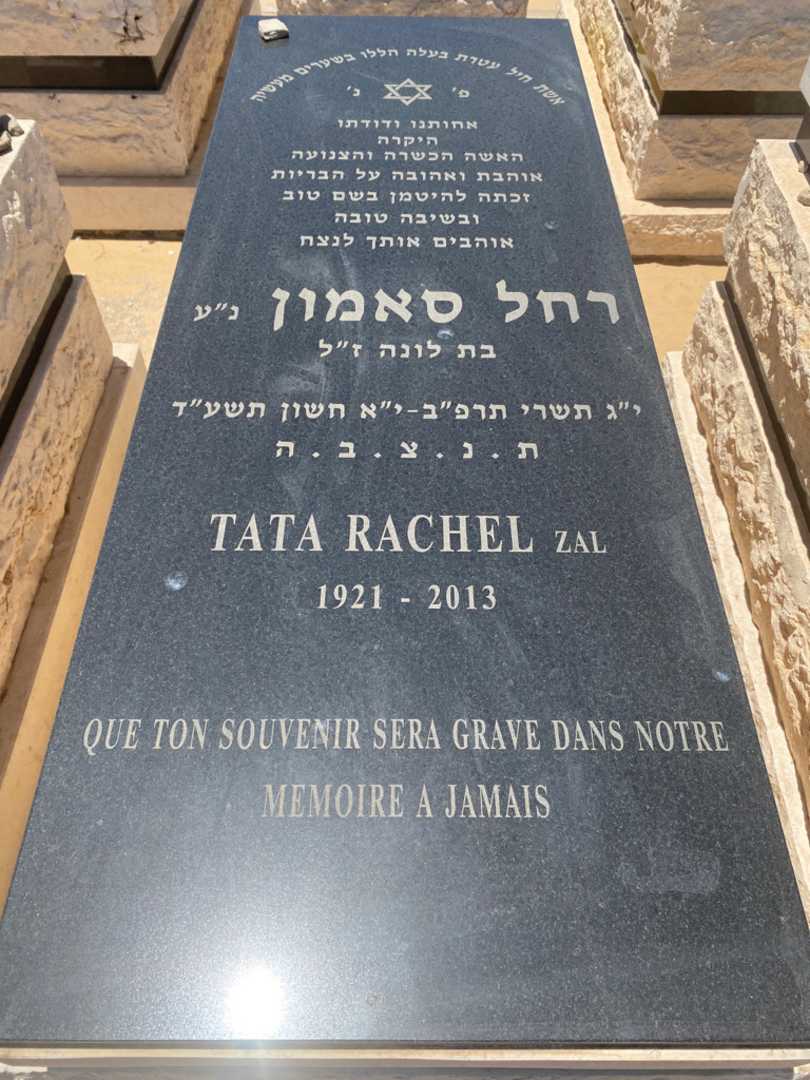 אשת חיל עטרת בעלה הללו בשערים מעשיה
פ' נ'
אחותנו ודודתו
היקרה
האשה הכשרה והצנועה
אוהבת ואהובה על הבריות
זכתה להיטמן בשם טוב
ובשיבה טובה
אוהבים אותך לנצח
רחל סאמון נ"ע
בת לונה ז"ל
י"ג תשרי תרפ"ב-י"א חשון תשע"ד
ת.נ.צ.ב.ה
TATA RACHEL ZAL
1921 - 2013
QUE TON SOUVENIR SERA GRAVE DANS NOTRE
MEMOIRE A JAMAIS